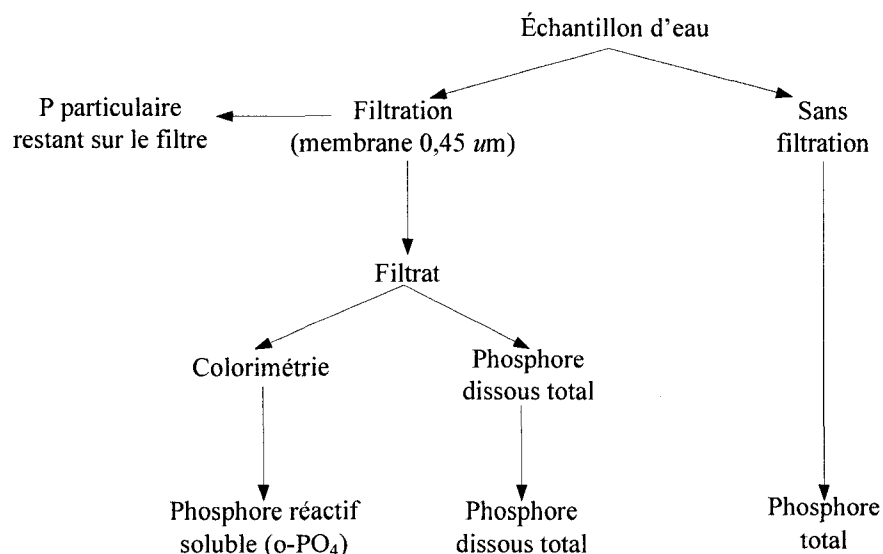 Échantillon d'eau
P particulaire
restant sur le filtre
Filtration
(membrane 0,45 um)
Sans
filtration
Filtrat
Colorimétrie
Phosphore
dissous total
Phosphore réactif
soluble (o-PO4)
Phosphore
dissous total
Phosphore
total